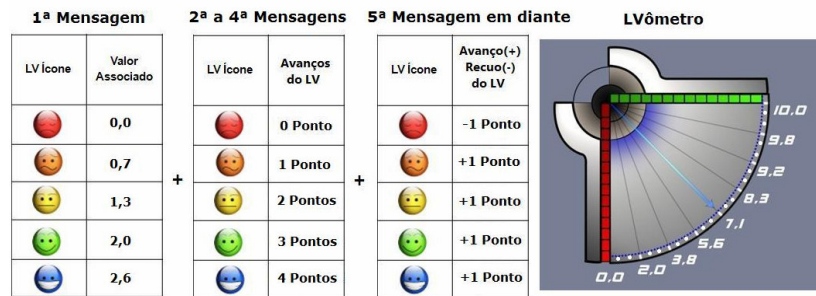 1ª Mensagem
2ª a 4ª Mensagens
5ª Mensagem em diante
LVômetro
LV Ícone
Valor
Associado
0,0
0,7
1,3
2,0
2,6
+
LV Ícone
Avanços
do LV
0 Ponto
1 Ponto
2 Pontos
3 Pontos
4 Pontos
+
LV Ícone
Avanço(+)
Recuo(-)
do LV
-1 Ponto
+1 Ponto
+1 Ponto
+1 Ponto
+1 Ponto
10.0
9.8
9.2
8.3
7.1
5.6
3.8
2.0
0.0